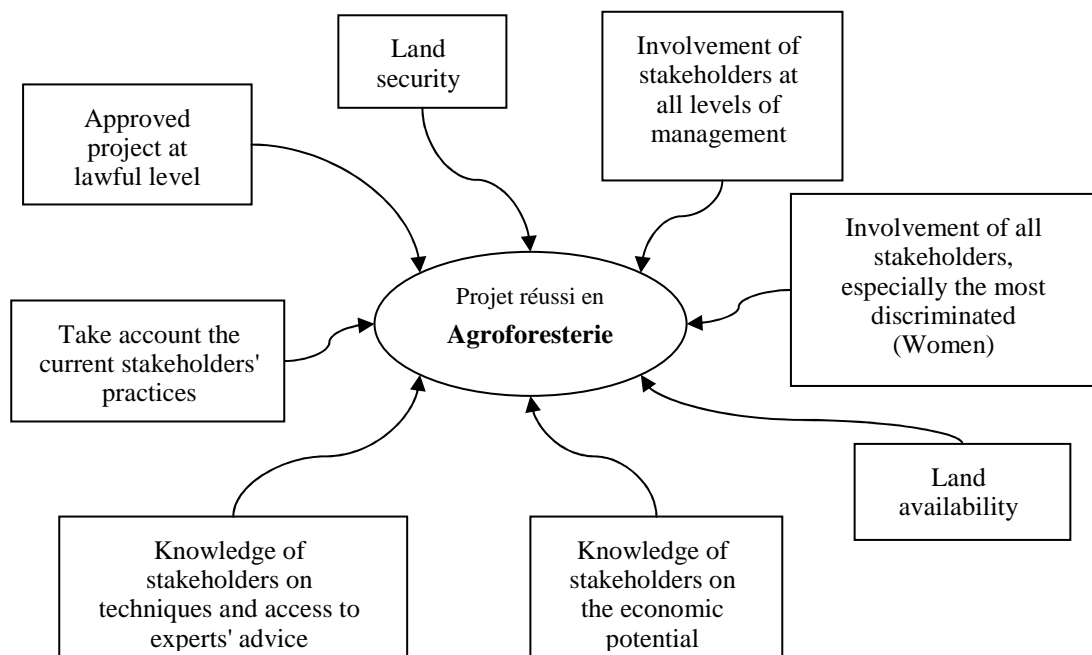 Land
security
Involvement of
stakeholders at
all levels of
management
Approved
project at
lawful level
Involvement of all
stakeholders,
especially the most
discriminated
(Women)
Projet réussi en
Agroforesterie
Take account the
current stakeholders'
practices
Land
availability
Knowledge of
stakeholders on
techniques and access to
experts' advice
Knowledge of
stakeholders on
the economic
potential